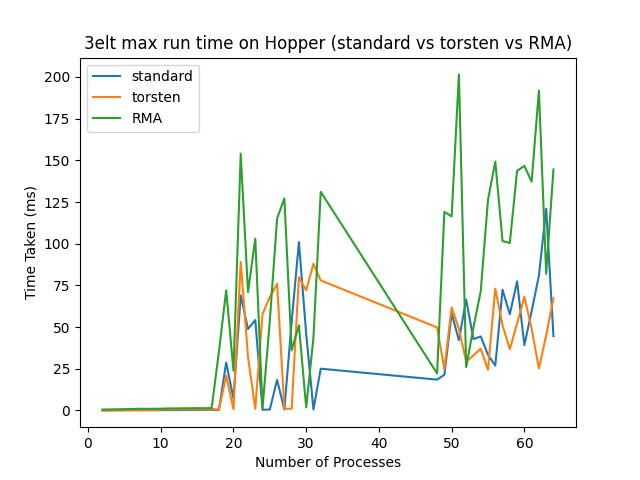 3elt max run time on Hopper (standard vs torsten vs RMA)
standard
torsten
RMA
200
175
150
125
100
75
50
25
0
Time Taken (ms)
0 10 20 30 40 50 60
Number of Processes